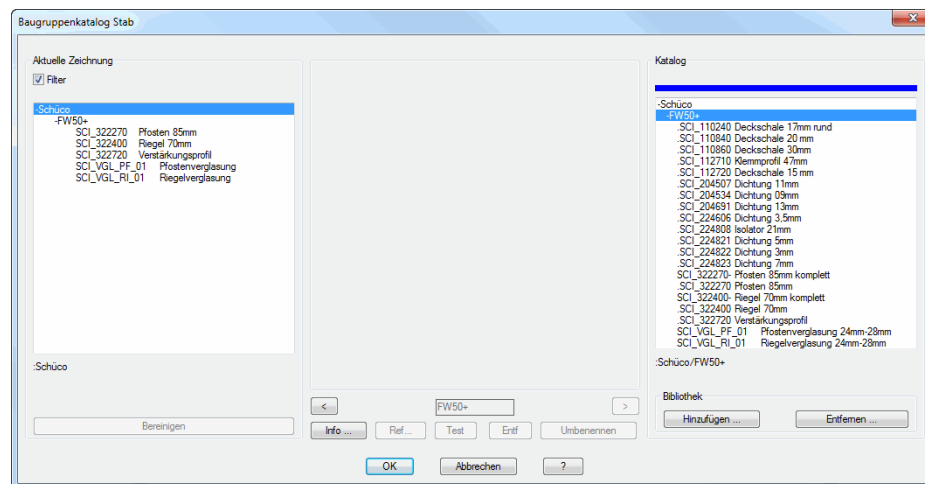 Baugruppenkatalog Stab
Aktuelle Zeichnung
Filter
-Schüco
-FW50+
SCI_322270 Pfosten 85mm
SCI_322400 Riegel 70mm
SCI_322720 Verstärkungsprofil
SCI_VGL_PF_01 Pfostenverglasung
SCI_VGL_RI_01 Riegelverglasung
:Schüco
Bereinigen
<
FW50+
>
Info ...
Ref...
Test
Entf
Umbenennen
Katalog
-Schüco
-FW50+
.SCI_110240 Deckschale 17mm rund
.SCI_110840 Deckschale 20 mm
.SCI_110860 Deckschale 30mm
.SCI_112710 Klemmprofil 47mm
.SCI_112720 Deckschale 15 mm
.SCI_204507 Dichtung 11mm
.SCI_204534 Dichtung 09mm
.SCI_204691 Dichtung 13mm
.SCI_224606 Dichtung 3,5mm
.SCI_224808 Isolator 21mm
.SCI_224821 Dichtung 5mm
.SCI_224822 Dichtung 3mm
.SCI_224823 Dichtung 7mm
SCI_322270- Pfosten 85mm komplett
.SCI_322270 Pfosten 85mm
SCI_322400- Riegel 70mm komplett
.SCI_322400 Riegel 70mm
.SCI_322720 Verstärkungsprofil
SCI_VGL_PF_01 Pfostenverglasung 24mm-28mm
SCI_VGL_RI_01 Riegelverglasung 24mm-28mm
:Schüco/FW50+
Bibliothek
Hinzufügen ...
Entfernen ...
OK
Abbrechen
?